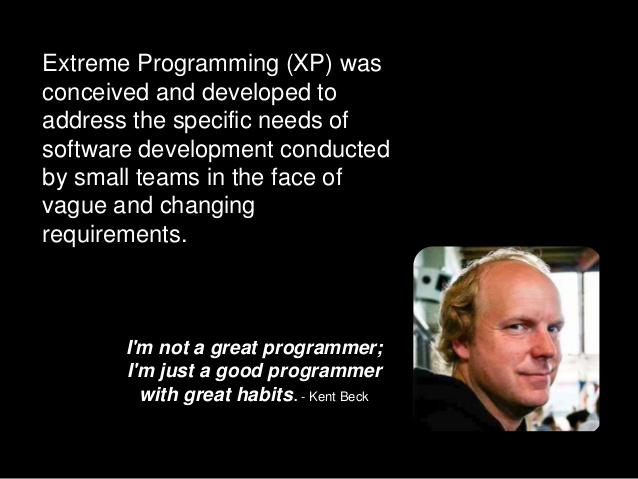 Extreme Programming (XP) was
conceived and developed to
address the specific needs of
software development conducted
by small teams in the face of
vague and changing
requirements.
I'm not a great programmer;
I'm just a good programmer
with great habits. - Kent Beck